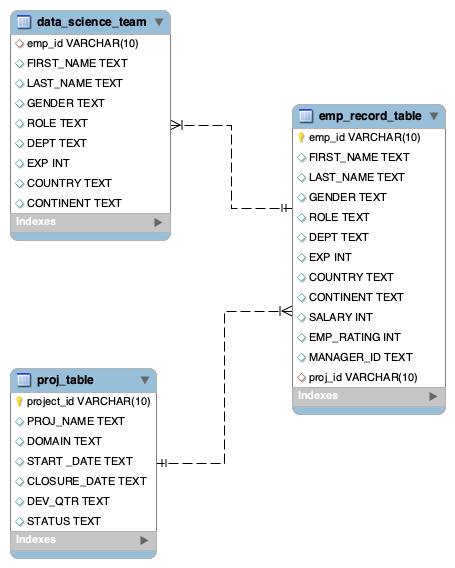 data_science_team
emp_id VARCHAR(10)
FIRST_NAME TEXT
LAST_NAME TEXT
GENDER TEXT
ROLE TEXT
DEPT TEXT
EXP INT
COUNTRY TEXT
CONTINENT TEXT
Indexes
emp_record_table
emp_id VARCHAR(10)
FIRST_NAME TEXT
LAST_NAME TEXT
GENDER TEXT
ROLE TEXT
DEPT TEXT
EXP INT
COUNTRY TEXT
CONTINENT TEXT
SALARY INT
EMP_RATING INT
MANAGER_ID TEXT
proj_id VARCHAR(10)
Indexes
proj_table
project_id VARCHAR(10)
PROJ_NAME TEXT
DOMAIN TEXT
START _DATE TEXT
CLOSURE_DATE TEXT
DEV_QTR TEXT
STATUS TEXT
Indexes